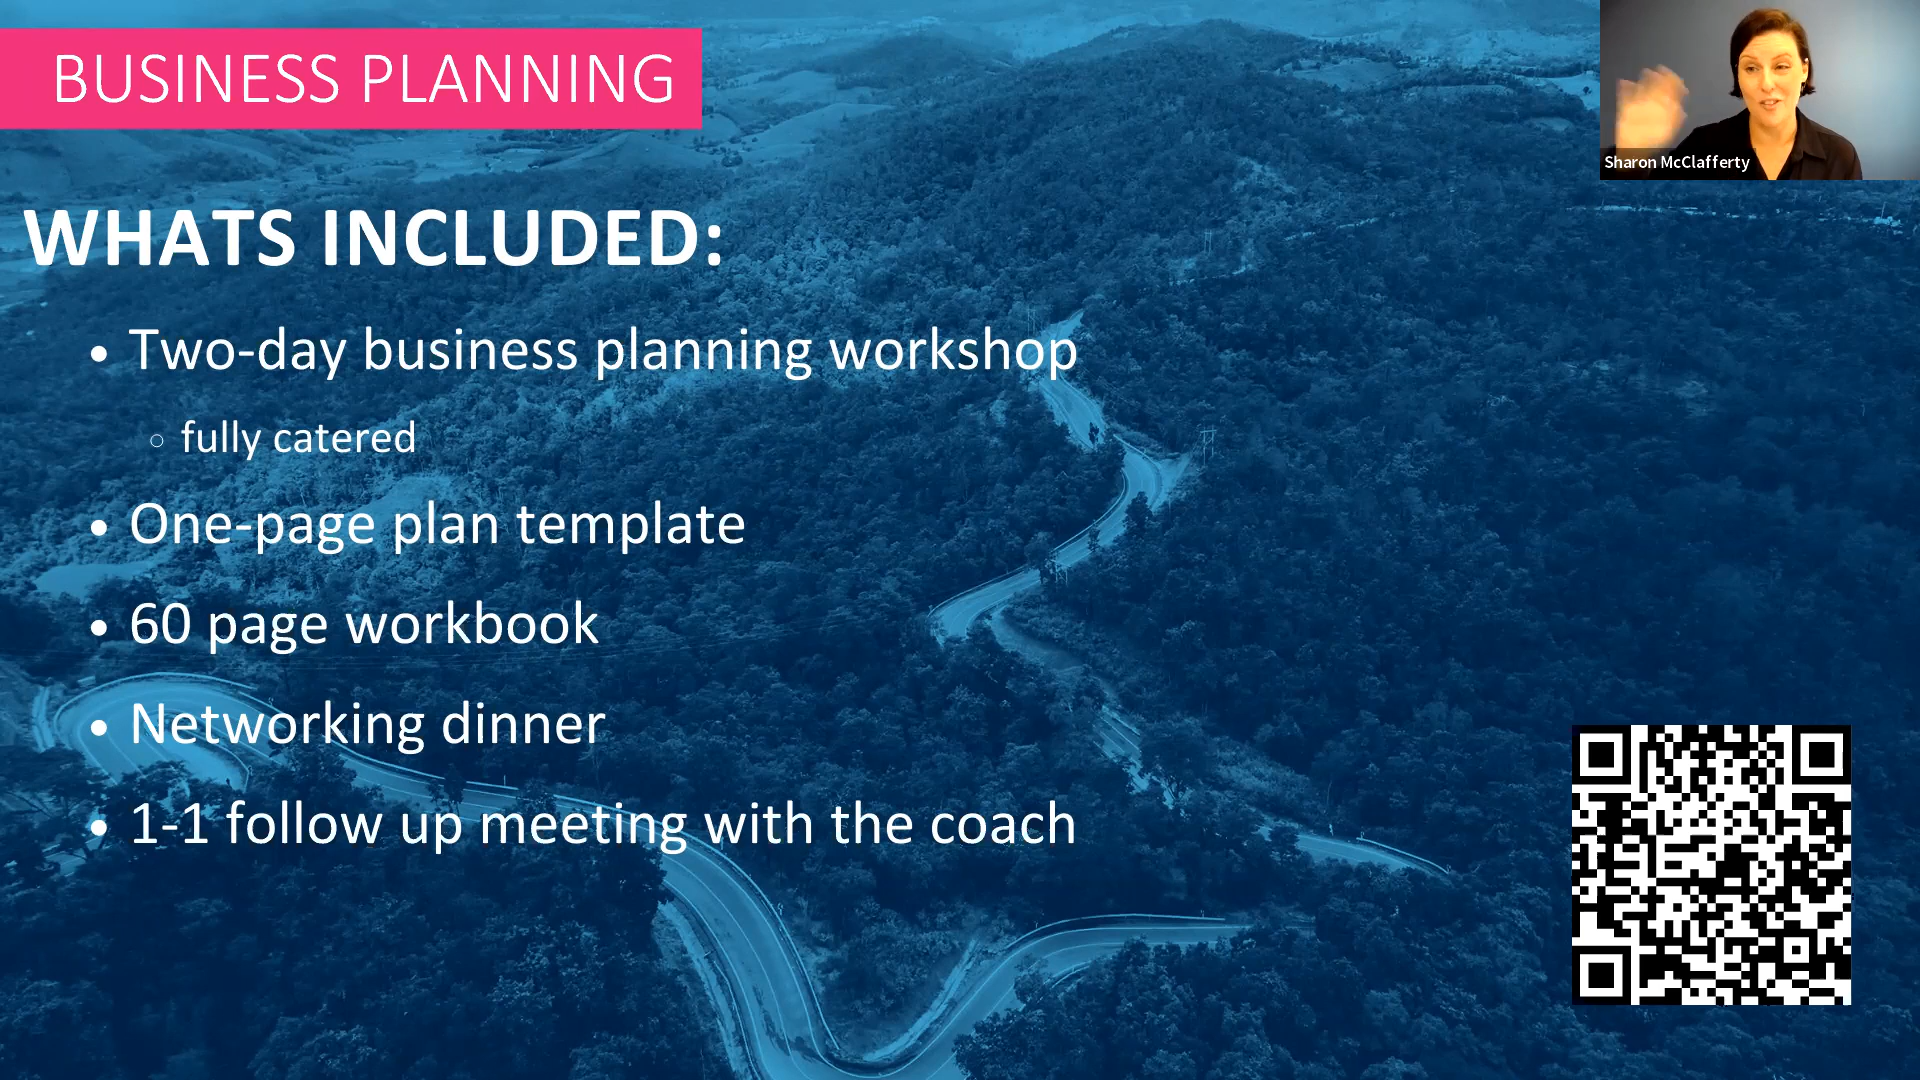 BUSINESS PLANNING
Sharon McClafferty
WHATS INCLUDED:
• Two-day business planning workshop
○ fully catered
• One-page plan template
• 60 page workbook
• Networking dinner
• 1-1 follow up meeting with the coach